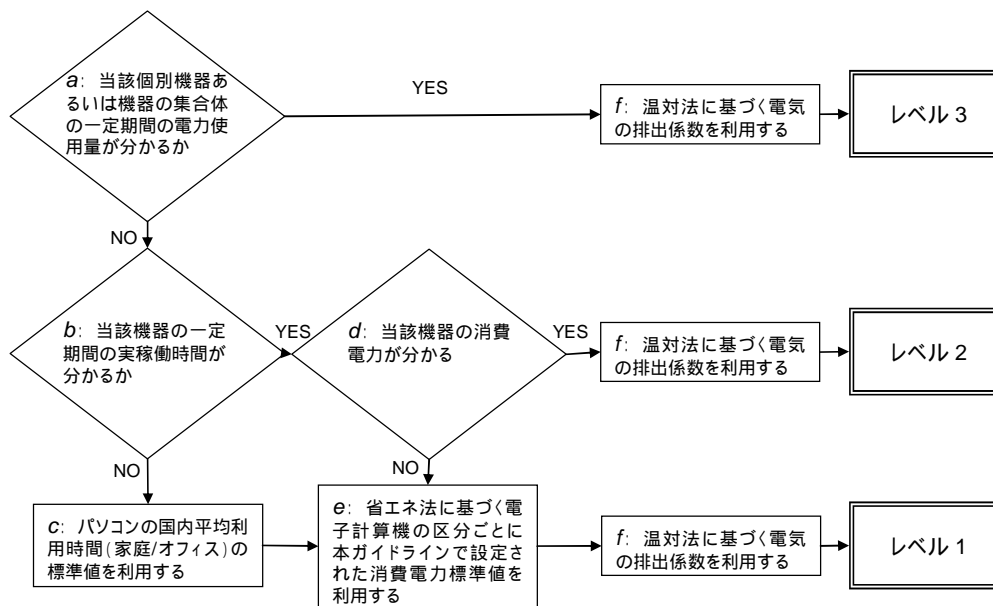 a: 当該個別機器あ
るいは機器の集合体
の一定期間の電力使
用量が分かるか
YES
f: 温対法に基づく電気
の排出係数を利用する
レベル 3
NO
b: 当該機器の一定
期間の実稼働時間が
分かるか
YES
d: 当該機器の消費
電力が分かる
YES
f: 温対法に基づく電気
の排出係数を利用する
レベル 2
NO
NO
c: パソコンの国内平均利
用時間(家庭/オフィス)の
標準値を利用する
e: 省エネ法に基づく電
子計算機の区分ごとに
本ガイドラインで設定され
た消費電力標準値を
利用する
f: 温対法に基づく電気
の排出係数を利用する
レベル 1